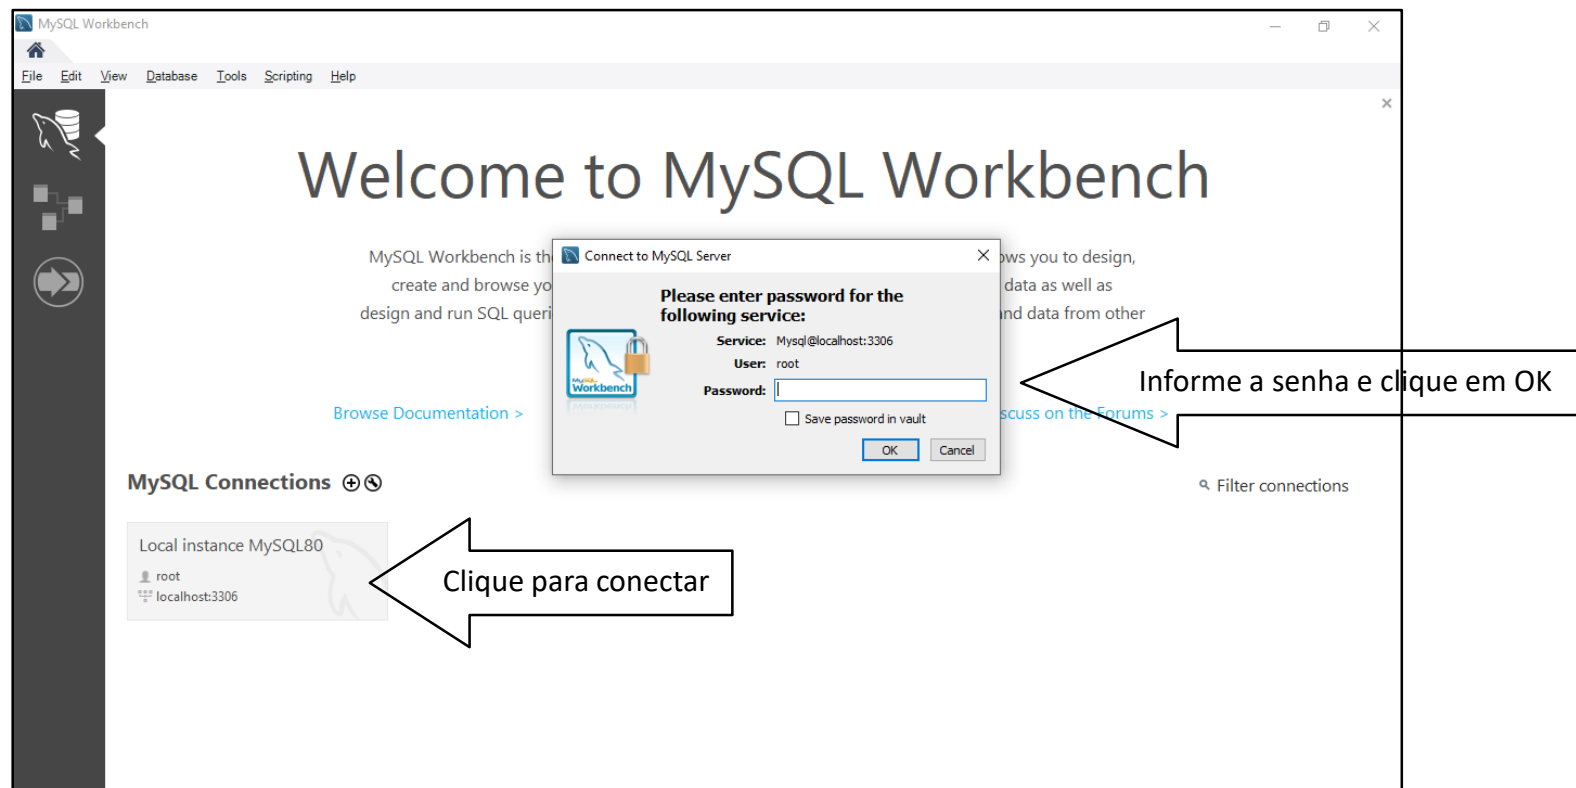 MySQL Workbench
File Edit View Database Tools Scripting Help
Welcome to MySQL Workbench
MySQL Workbench is the
ows you to design,
create and browse yo
data as well as
design and run SQL queri
nd data from other
Connect to MySQL Server
Please enter password for the
following service:
Service: Mysql@localhost:3306
User: root
Password:
Save password in vault
OK Cancel
MySQL
Workbench
Informe a senha e clique em OK
Browse Documentation >
scuss on the Forums >
MySQL Connections
Filter connections
Local instance MySQL80
root
localhost:3306
Clique para conectar